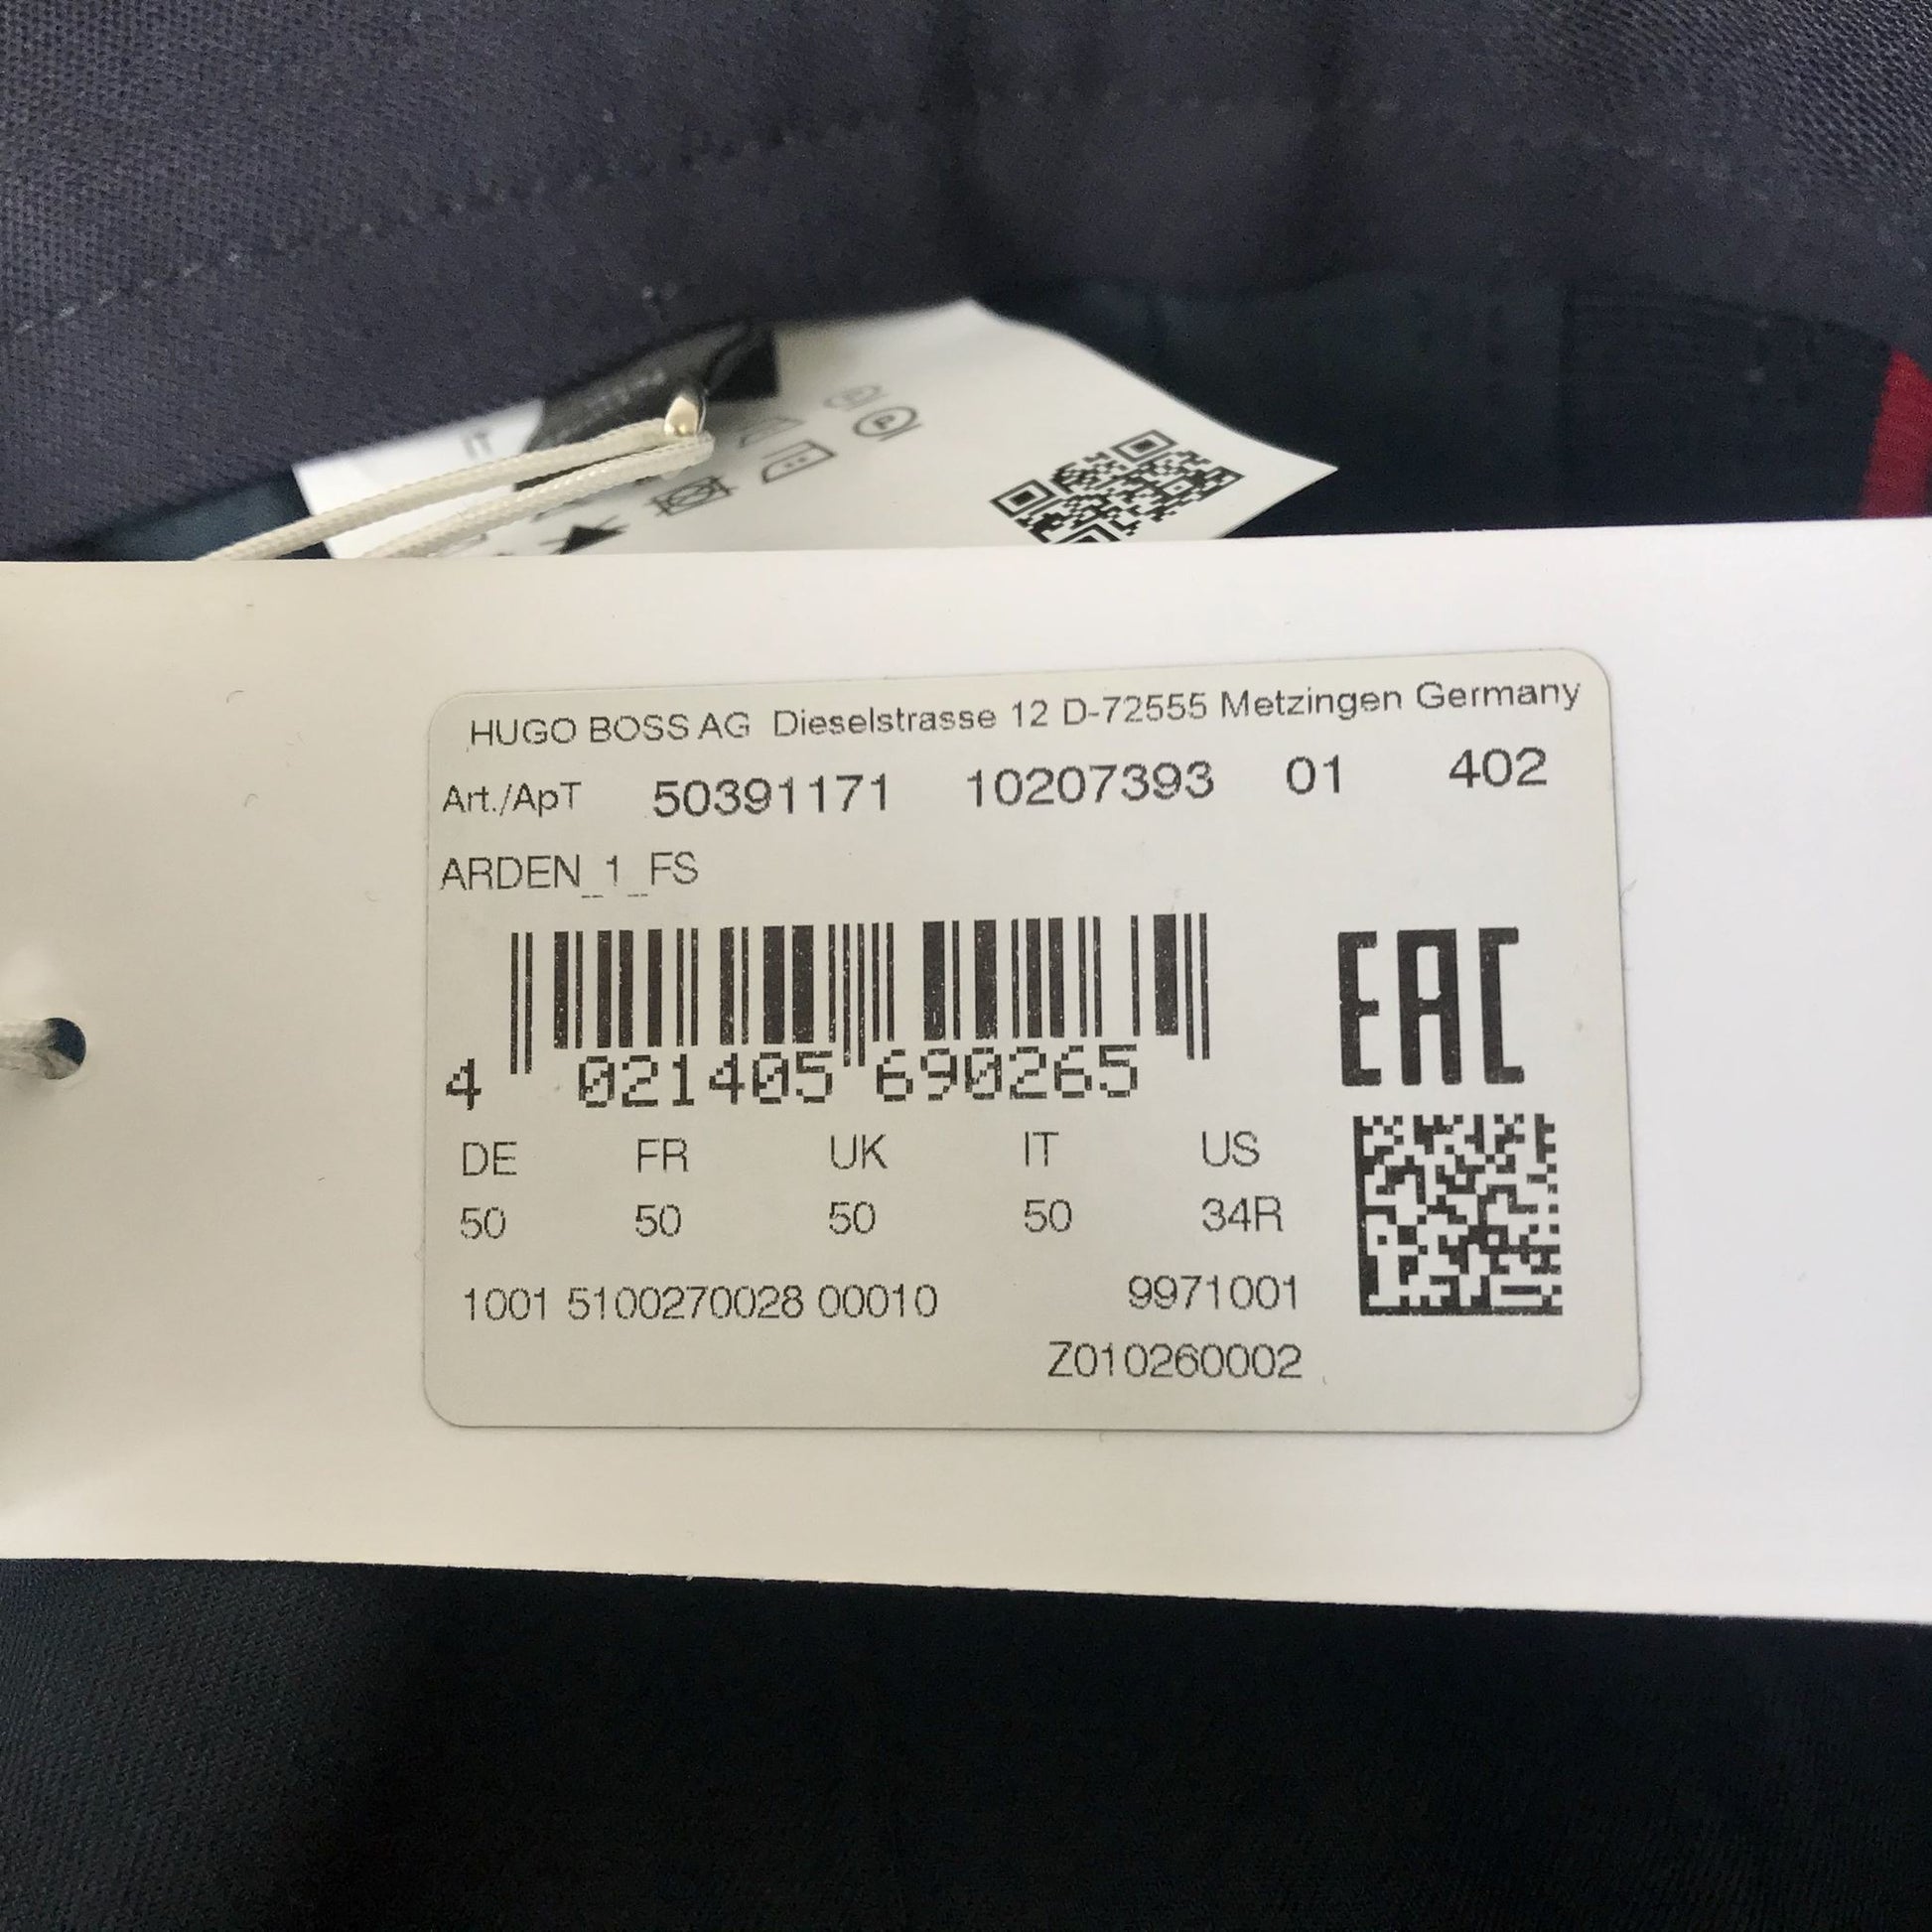 IT
P
HUGO BOSS AG Dieselstrasse 12 D-72555 Metzingen Germany
Art./ApT 50391171 10207393 01 402
ARDEN_1_FS
EAC
4 021405 690265
DE FR UK IT US
50 50 50 50 34R
1001 5100270028 00010 9971001
Z010260002